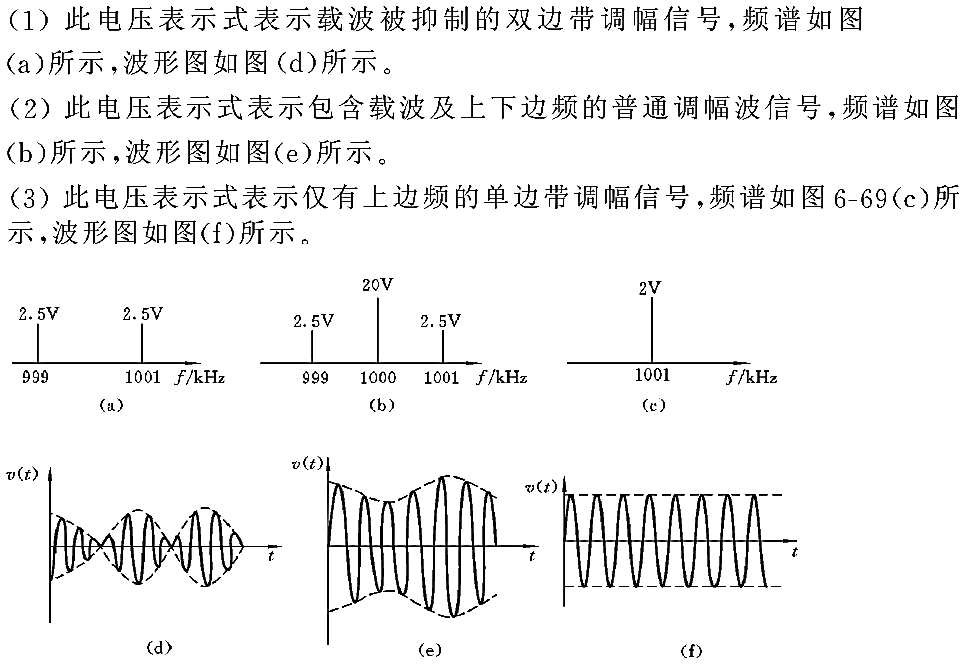 (1) 此电压表示式表示载波被抑制的双边带调幅信号,频谱如图
(a)所示,波形图如图(d)所示。
(2) 此电压表示式表示包含载波及上下边频的普通调幅波信号,频谱如图
(b)所示,波形图如图(e)所示。
(3) 此电压表示式表示仅有上边频的单边带调幅信号,频谱如图 6-69(c)所
示,波形图如图(f)所示。
2.5V 2.5V
999 1001 f/kHz
(a)
20V
2.5V 2.5V
999 1000 1001 f/kHz
(b)
2V
1001 f/kHz
(c)
v(t)
t
(d)
v(t)
t
(e)
v(t)
t
(f)